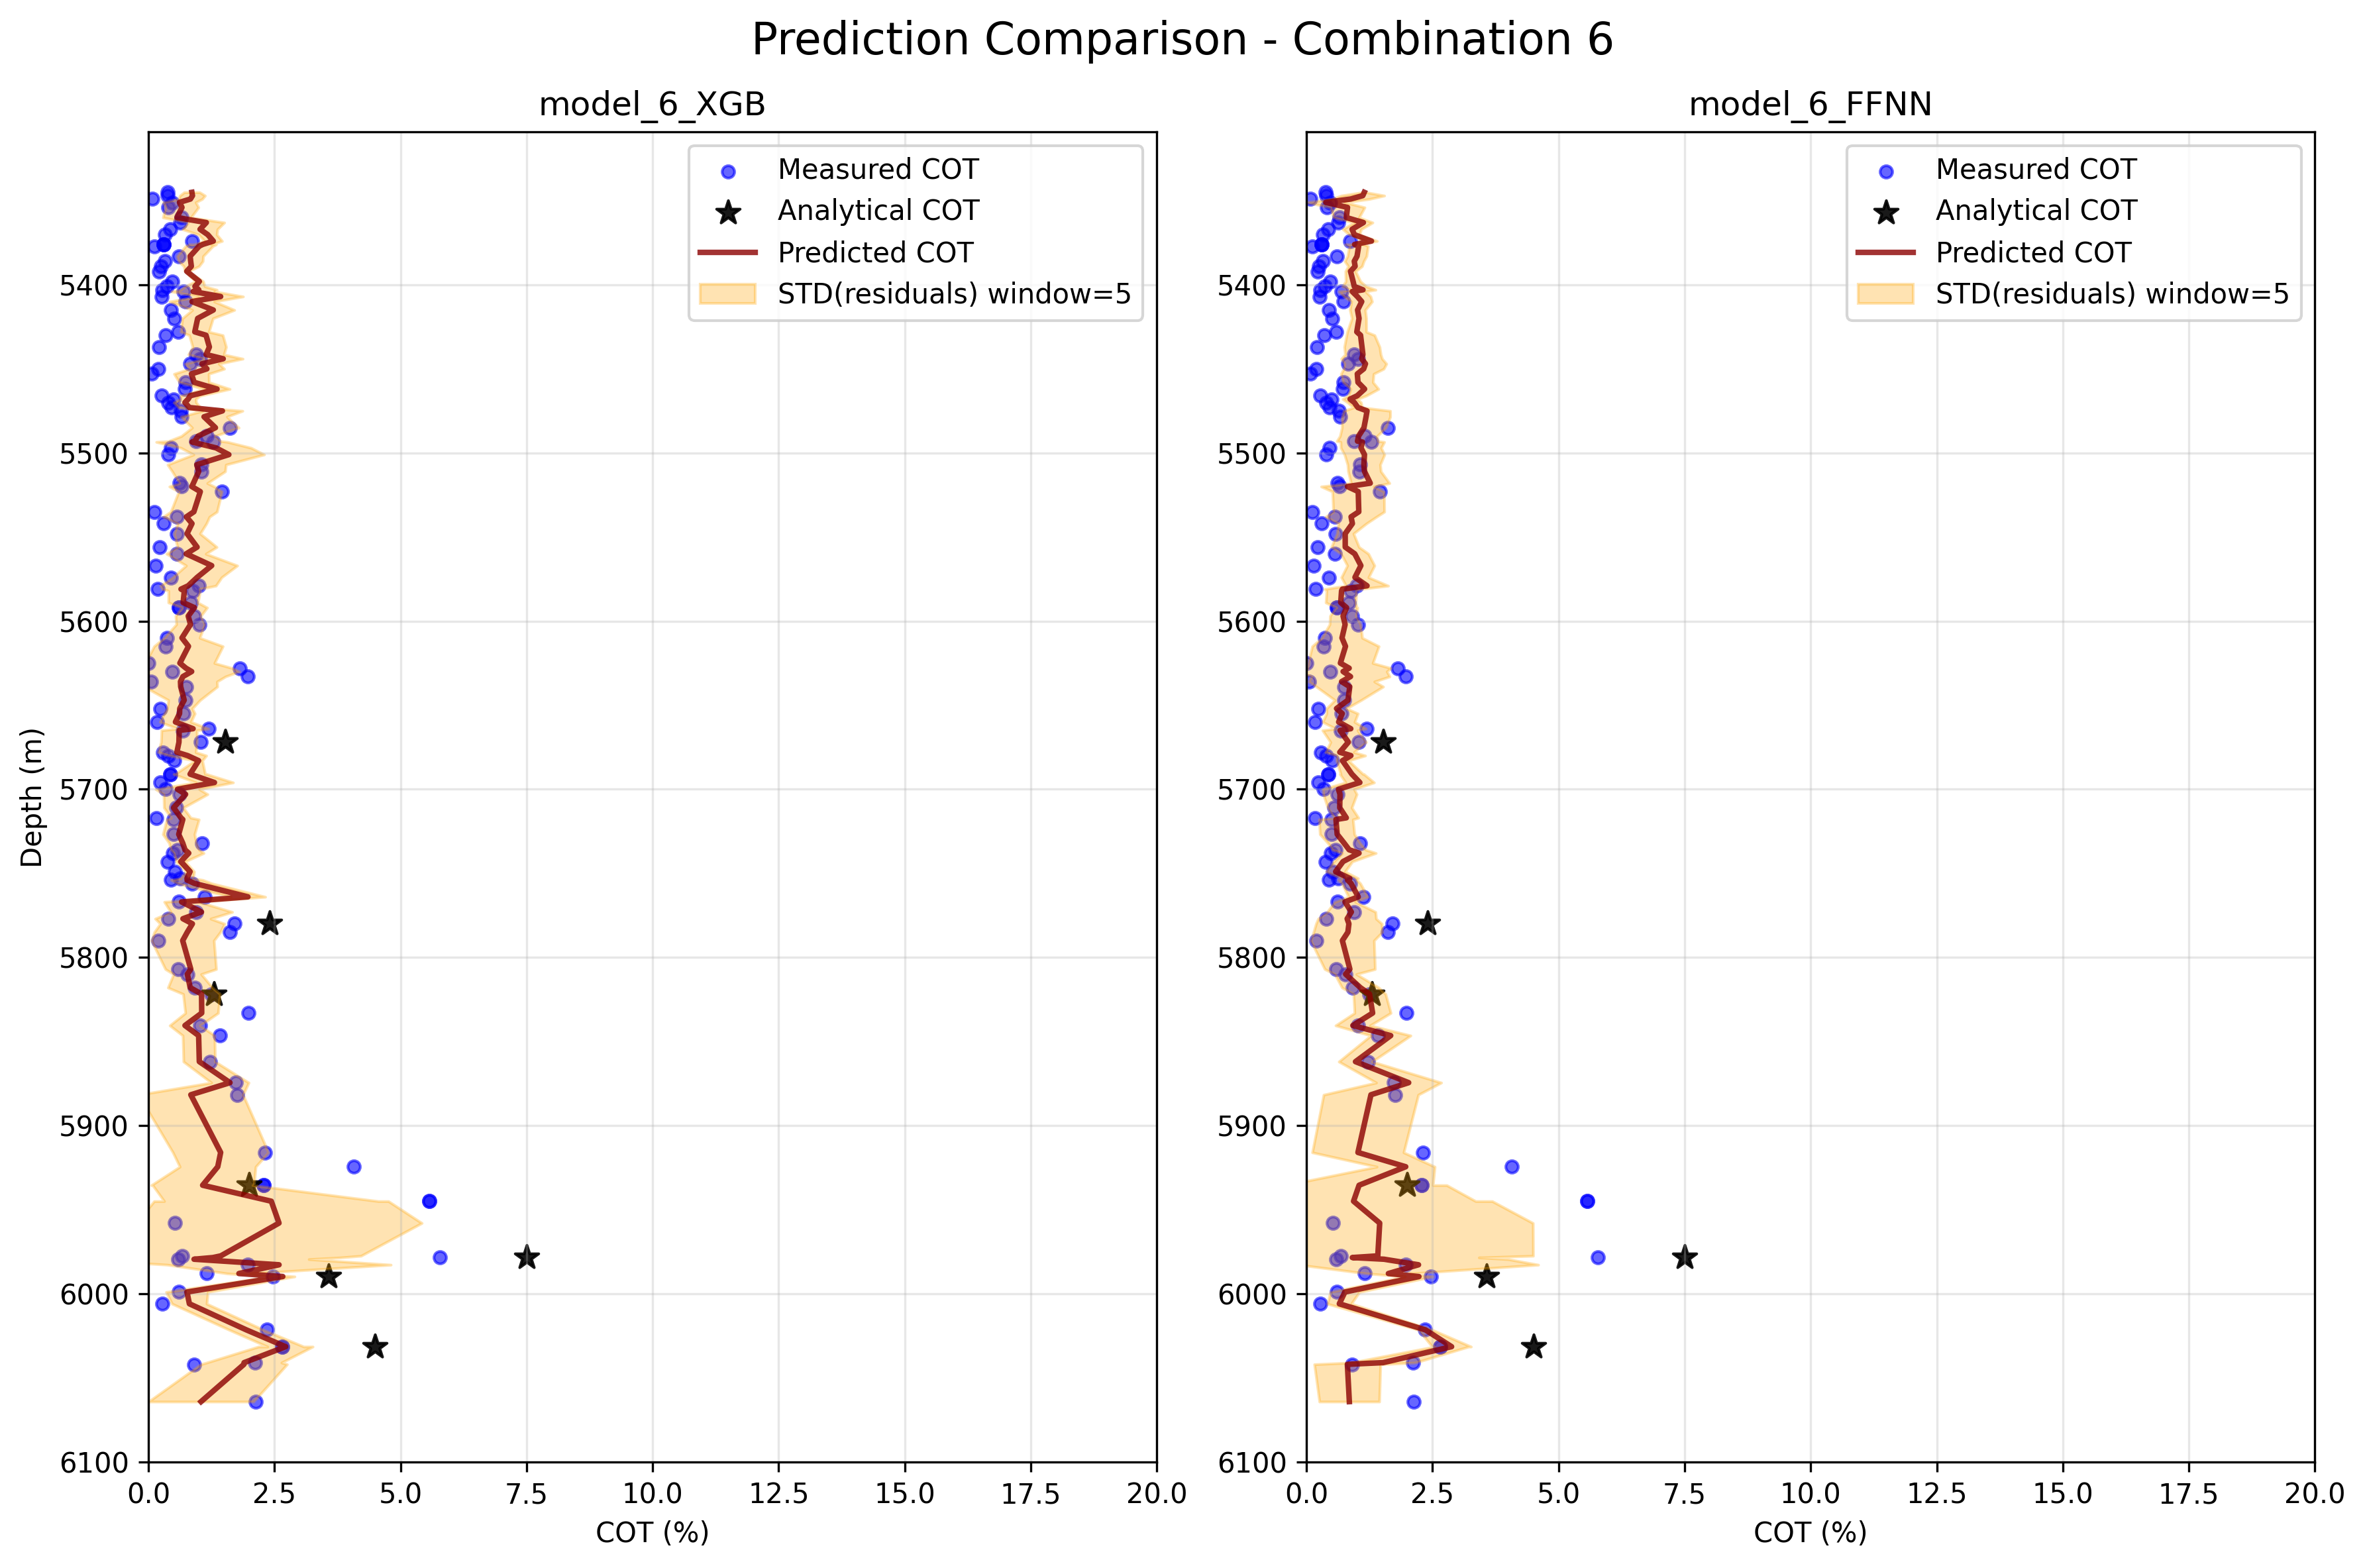 Prediction Comparison - Combination 6
model_6_XGB
Measured COT
Analytical COT
Predicted COT
STD(residuals) window=5
5400
5500
5600
5700
5800
5900
6000
6100
Depth (m)
0.0 2.5 5.0 7.5 10.0 12.5 15.0 17.5 20.0
COT (%)
model_6_FFNN
Measured COT
Analytical COT
Predicted COT
STD(residuals) window=5
5400
5500
5600
5700
5800
5900
6000
6100
0.0 2.5 5.0 7.5 10.0 12.5 15.0 17.5 20.0
COT (%)